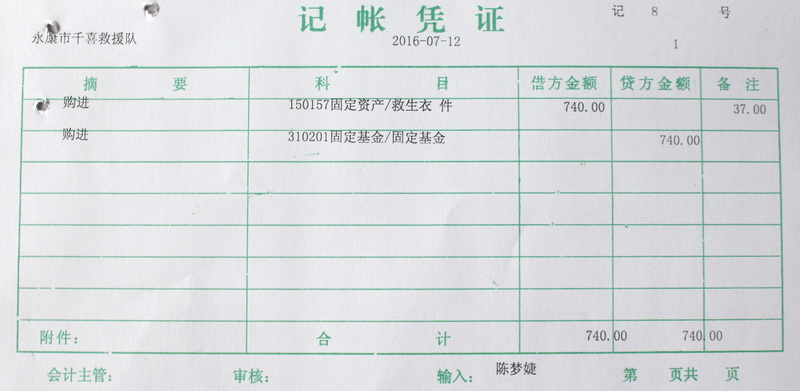 记帐凭证
记 8 号
永康市千喜救援队 2016-07-12 1
摘要 科目 借方金额 贷方金额 备注
购进 150157固定资产/救生衣 件 740.00 37.00
购进 310201固定基金/固定基金 740.00
附件： 合计 740.00 740.00
会计主管： 审核： 输入： 陈梦婕 第 页共 页